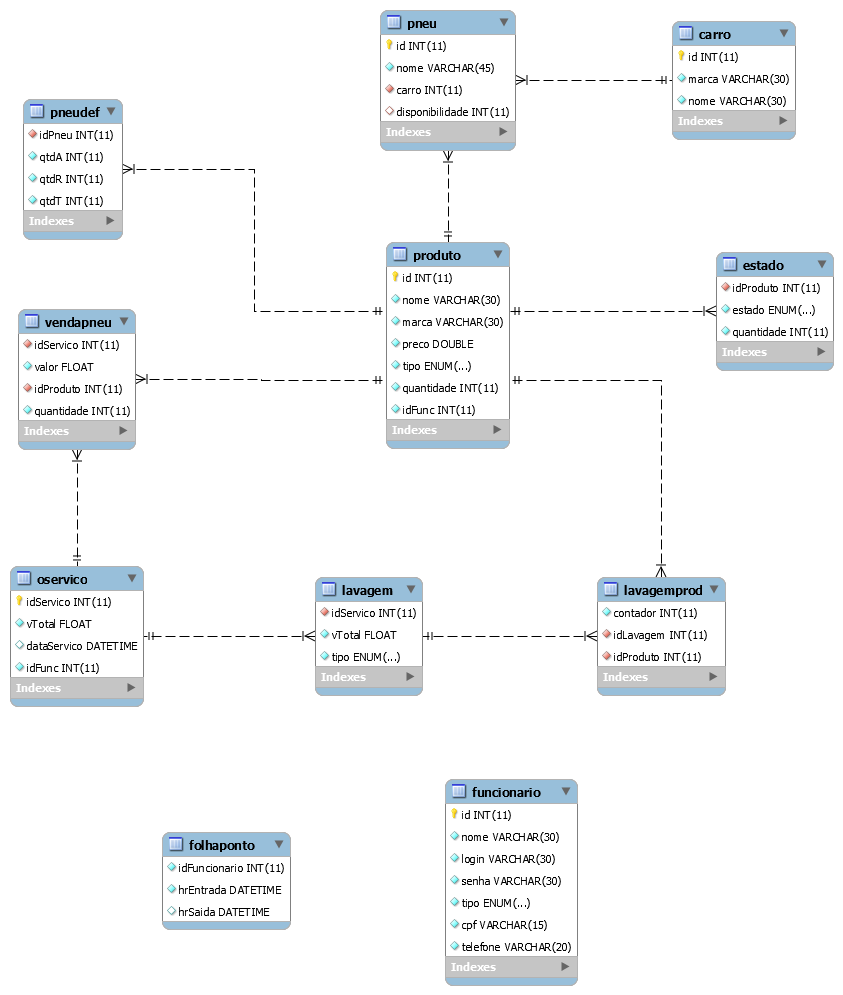 pneu
id INT(11)
nome VARCHAR(45)
carro INT(11)
disponibilidade INT(11)
Indexes
carro
id INT(11)
marca VARCHAR(30)
nome VARCHAR(30)
Indexes
pneudef
idPneu INT(11)
qtdA INT(11)
qtdR INT(11)
qtdT INT(11)
Indexes
produto
id INT(11)
nome VARCHAR(30)
marca VARCHAR(30)
preco DOUBLE
tipo ENUM(...)
quantidade INT(11)
idFunc INT(11)
Indexes
estado
idProduto INT(11)
estado ENUM(...)
quantidade INT(11)
Indexes
vendapneu
idServico INT(11)
valor FLOAT
idProduto INT(11)
quantidade INT(11)
Indexes
oservico
idServico INT(11)
vTotal FLOAT
dataServico DATETIME
idFunc INT(11)
Indexes
lavagem
idServico INT(11)
vTotal FLOAT
tipo ENUM(...)
Indexes
lavagemprod
contador INT(11)
idLavagem INT(11)
idProduto INT(11)
Indexes
folhaponto
idFuncionario INT(11)
hrEntrada DATETIME
hrSaida DATETIME
funcionario
id INT(11)
nome VARCHAR(30)
login VARCHAR(30)
senha VARCHAR(30)
tipo ENUM(...)
cpf VARCHAR(15)
telefone VARCHAR(20)
Indexes